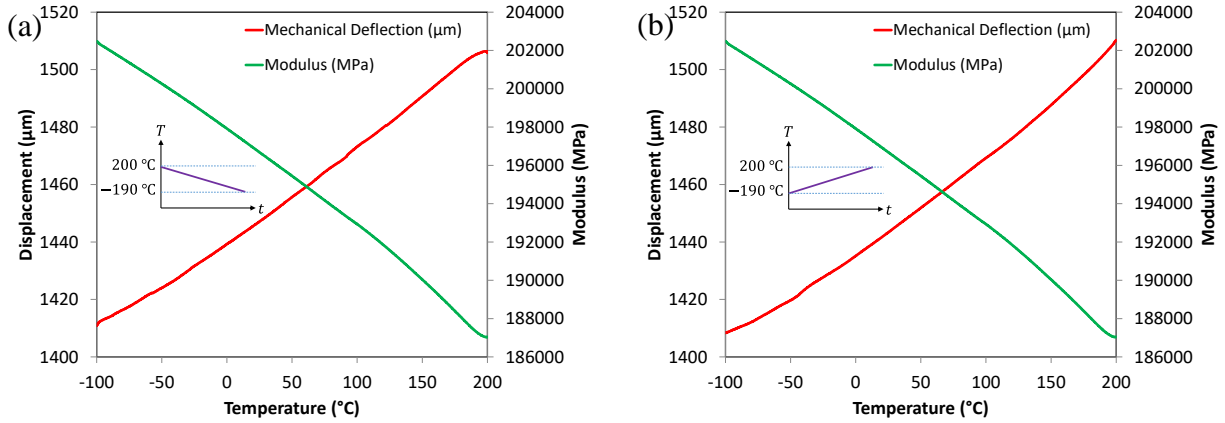 (a)
Mechanical Deflection (µm)
Modulus (MPa)
Displacement (µm)
1520
1500
1480
1460
1440
1420
1400
Modulus (MPa)
204000
202000
200000
198000
196000
194000
192000
190000
188000
186000
T
200 °C
−190 °C
t
-100 -50 0 50 100 150 200
Temperature (°C)
(b)
Mechanical Deflection (µm)
Modulus (MPa)
Displacement (µm)
1520
1500
1480
1460
1440
1420
1400
Modulus (MPa)
204000
202000
200000
198000
196000
194000
192000
190000
188000
186000
T
200 °C
−190 °C
t
-100 -50 0 50 100 150 200
Temperature (°C)